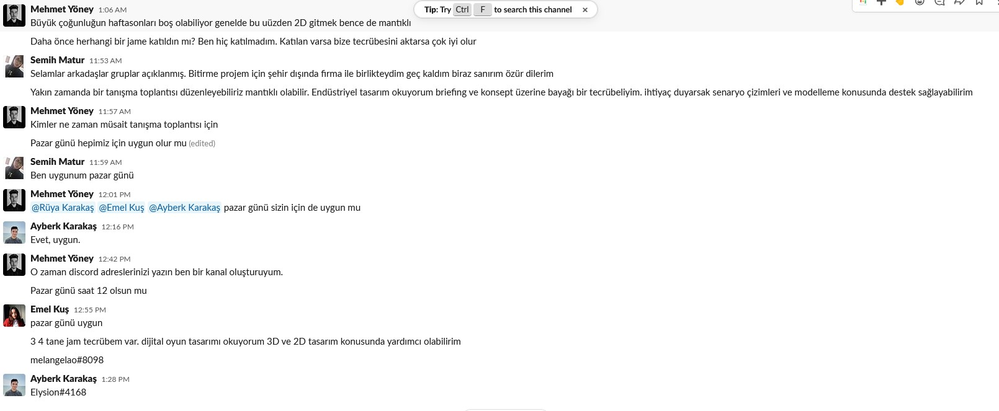 Mehmet Yöney 1:06 AM
Tip: Try Ctrl F to search this channel ×
Büyük çoğunluğun haftasonları boş olabiliyor genelde bu uüzden 2D gitmek bence de mantıklı
Daha önce herhangi bir jame katıldın mı? Ben hiç katılmadım. Katılan varsa bize tecrübesini aktarsa çok iyi olur
Semih Matur 11:53 AM
Selamlar arkadaşlar gruplar açıklanmış. Bitirme projem için şehir dışında firma ile birlikteydim geç kaldım biraz sanırım özür dilerim
Yakın zamanda bir tanışma toplantısı düzenleyebiliriz mantıklı olabilir. Endüstriyel tasarım okuyorum briefing ve konsept üzerine bayağı bir tecrübeliyim. ihtiyaç duyarsak senaryo çizimleri ve modelleme konusunda destek sağlayabilirim
Mehmet Yöney 11:57 AM
Kimler ne zaman müsait tanışma toplantısı için
Pazar günü hepimiz için uygun olur mu (edited)
Semih Matur 11:59 AM
Ben uygunum pazar günü
Mehmet Yöney 12:01 PM
@Rüya Karakaş @Emel Kuş @Ayberk Karakaş pazar günü sizin için de uygun mu
Ayberk Karakaş 12:16 PM
Evet, uygun.
Mehmet Yöney 12:42 PM
O zaman discord adreslerinizi yazın ben bir kanal oluşturuyum.
Pazar günü saat 12 olsun mu
Emel Kuş 12:55 PM
pazar günü uygun
3 4 tane jam tecrübem var. dijital oyun tasarımı okuyorum 3D ve 2D tasarım konusunda yardımcı olabilirim
melangelao#8098
Ayberk Karakaş 1:28 PM
Elysion#4168